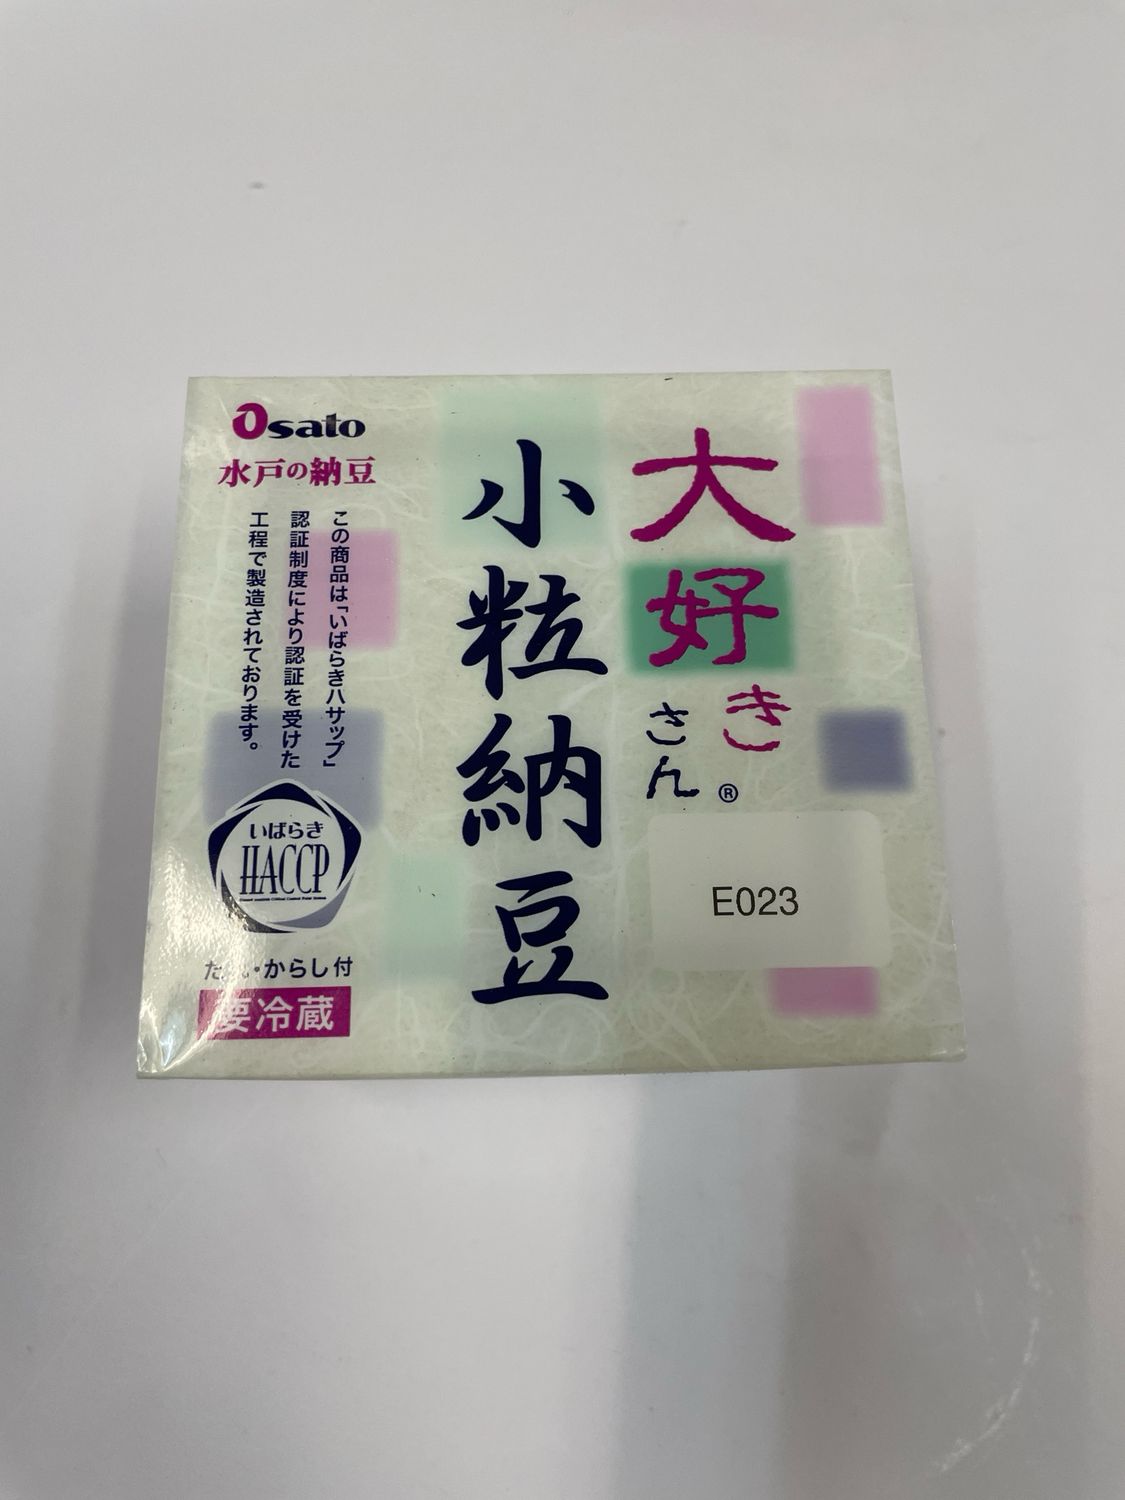 Osato
水戸の納豆
大好き
さん®
小粒納豆
この商品は「いばらきハサップ」
認証制度により認証を受けた
工程で製造されております。
いばらき
HACCP
たれ・からし付
要冷蔵
E023